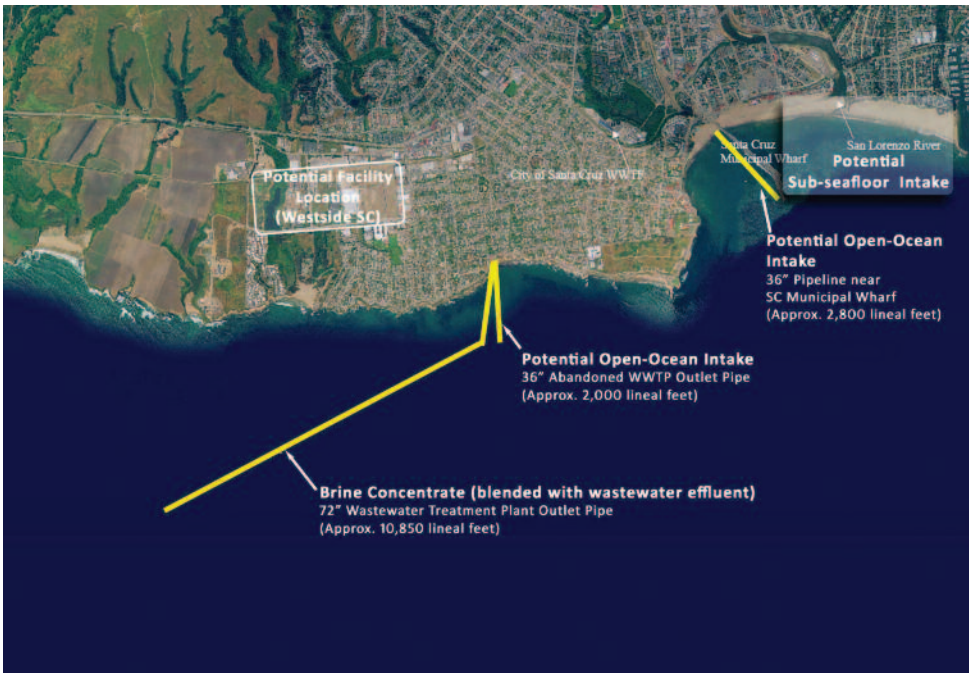 Potential Facility
Location
(Westside SC)
City of Santa Cruz WWTF
Santa Cruz
Municipal Wharf
San Lorenzo River
Potential
Sub-seafloor Intake
Potential Open-Ocean
Intake
36” Pipeline near
SC Municipal Wharf
(Approx. 2,800 lineal feet)
Potential Open-Ocean Intake
36” Abandoned WWTP Outlet Pipe
(Approx. 2,000 lineal feet)
Brine Concentrate (blended with wastewater effluent)
72” Wastewater Treatment Plant Outlet Pipe
(Approx. 10,850 lineal feet)